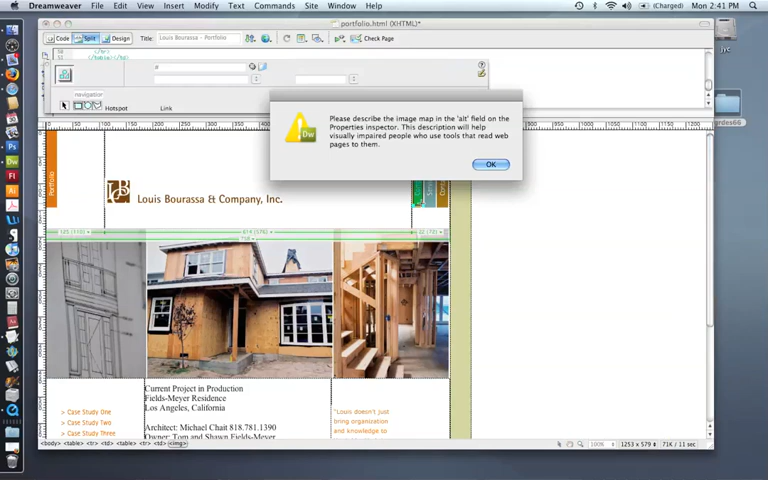 Dreamweaver File Edit View Insert Modify Text Commands Site Window Help (Charged) Mon 2:41 PM
portfolio.html (XHTML)*
Code Split Design Title: Louis Bourassa - Portfolio Check Page
</tr>
</table></td>
#
navigation
Hotspot Link
Please describe the image map in the 'alt' field on the
Properties inspector. This description will help
visually impaired people who use tools that read web
pages to them.
OK
Portfolio
LCB
Louis Bourassa & Company, Inc.
jyc
grdes66
Current Project in Production
Fields-Meyer Residence
Los Angeles, California
Architect: Michael Chait 818.781.1390
Owner: Tom and Shawn Fields-Meyer
> Case Study One
> Case Study Two
> Case Study Three
"Louis doesn't just
bring organization
and knowledge to
<body> <table> <tr> <td> <table> <tr> <td> <img>
100% 1253 x 579 71K / 11 sec